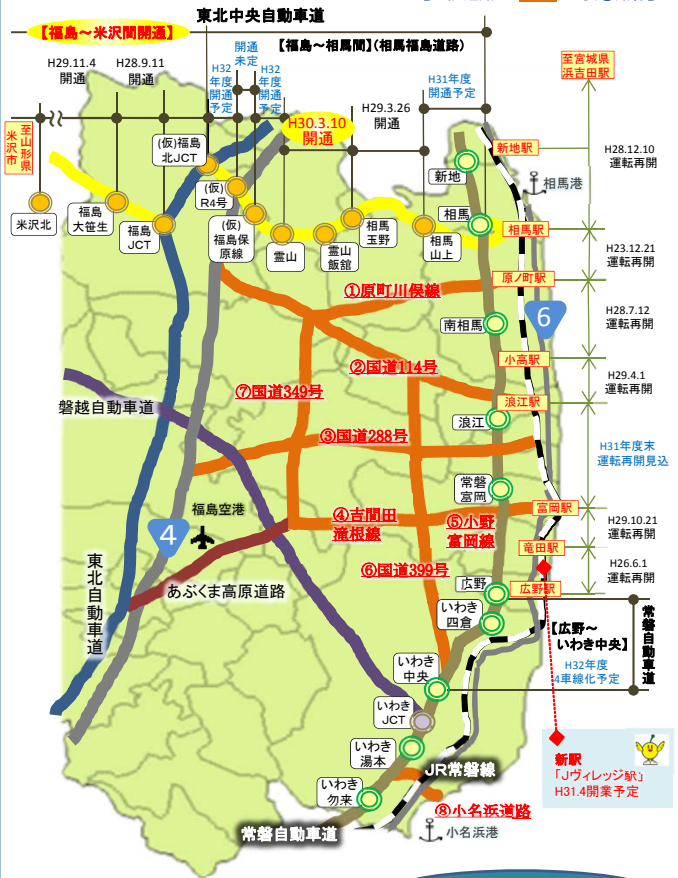 東北中央自動車道
【福島～米沢間開通】
【福島～相馬間】(相馬福島道路)
H29.11.4
開通
H28.9.11
開通
H32
年度
開通
予定
開通
未定
H32
年度
開通
予定
H30.3.10
開通
H29.3.26
開通
H31年度
開通予定
至宮城県
浜吉田駅
至山形県
米沢市
(仮)福島
北JCT
(仮)
R4号
(仮)
福島保
原線
米沢北
福島
大笹生
福島
JCT
霊山
霊山
飯舘
相馬
玉野
相馬
山上
新地
相馬
新地駅
相馬港
相馬駅
原ノ町駅
小高駅
浪江駅
富岡駅
竜田駅
広野駅
H28.12.10
運転再開
H23.12.21
運転再開
H28.7.12
運転再開
H29.4.1
運転再開
H31年度末
運転再開見込
H29.10.21
運転再開
H26.6.1
運転再開
①原町川俣線
6
南相馬
②国道114号
⑦国道349号
磐越自動車道
浪江
③国道288号
常磐
富岡
福島空港
④吉間田
滝根線
⑤小野
富岡線
4
⑥国道399号
東北自動車道
あぶくま高原道路
広野
いわき
四倉
【広野～
いわき中央】
H32年度
4車線化予定
常磐自動車道
いわき
中央
いわき
JCT
いわき
湯本
JR常磐線
新駅
「Jヴィレッジ駅」
H31.4開業予定
いわき
勿来
⑧小名浜道路
常磐自動車道
小名浜港